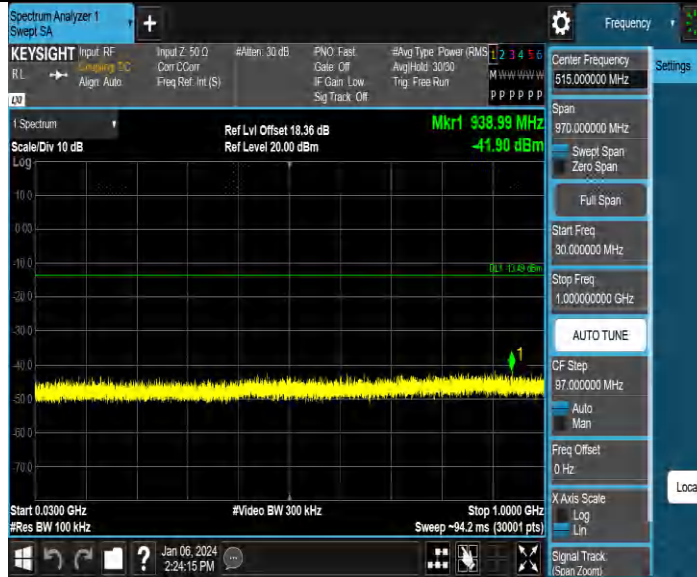 Spectrum Analyzer 1
Swept SA
Frequency
Settings
KEYSIGHT
RL
LXI
Input: RF
Coupling: DC
Align: Auto
Input Z: 50 Ω
Corr CCorr
Freq Ref: Int (S)
#Atten: 30 dB
PNO: Fast
Gate: Off
IF Gain: Low
Sig Track: Off
#Avg Type: Power (RMS
Avg|Hold: 30/30
Trig: Free Run
1 2 3 4 5 6
M W W W W W
P P P P P P
1 Spectrum
Scale/Div 10 dB
Ref Lvl Offset 18.36 dB
Ref Level 20.00 dBm
Mkr1 938.99 MHz
-41.90 dBm
Log
10.0
0.00
-10.0
DL1 -13.49 dBm
-20.0
-30.0
1
-40.0
-50.0
-60.0
-70.0
Start 0.0300 GHz
#Video BW 300 kHz
Stop 1.0000 GHz
#Res BW 100 kHz
Sweep ~94.2 ms (30001 pts)
?
Jan 06, 2024
2:24:15 PM
Center Frequency
515.000000 MHz
Span
970.000000 MHz
Swept Span
Zero Span
Full Span
Start Freq
30.000000 MHz
Stop Freq
1.000000000 GHz
AUTO TUNE
CF Step
97.000000 MHz
Auto
Man
Freq Offset
0 Hz
X Axis Scale
Log
Lin
Signal Track
(Span Zoom)
Loca